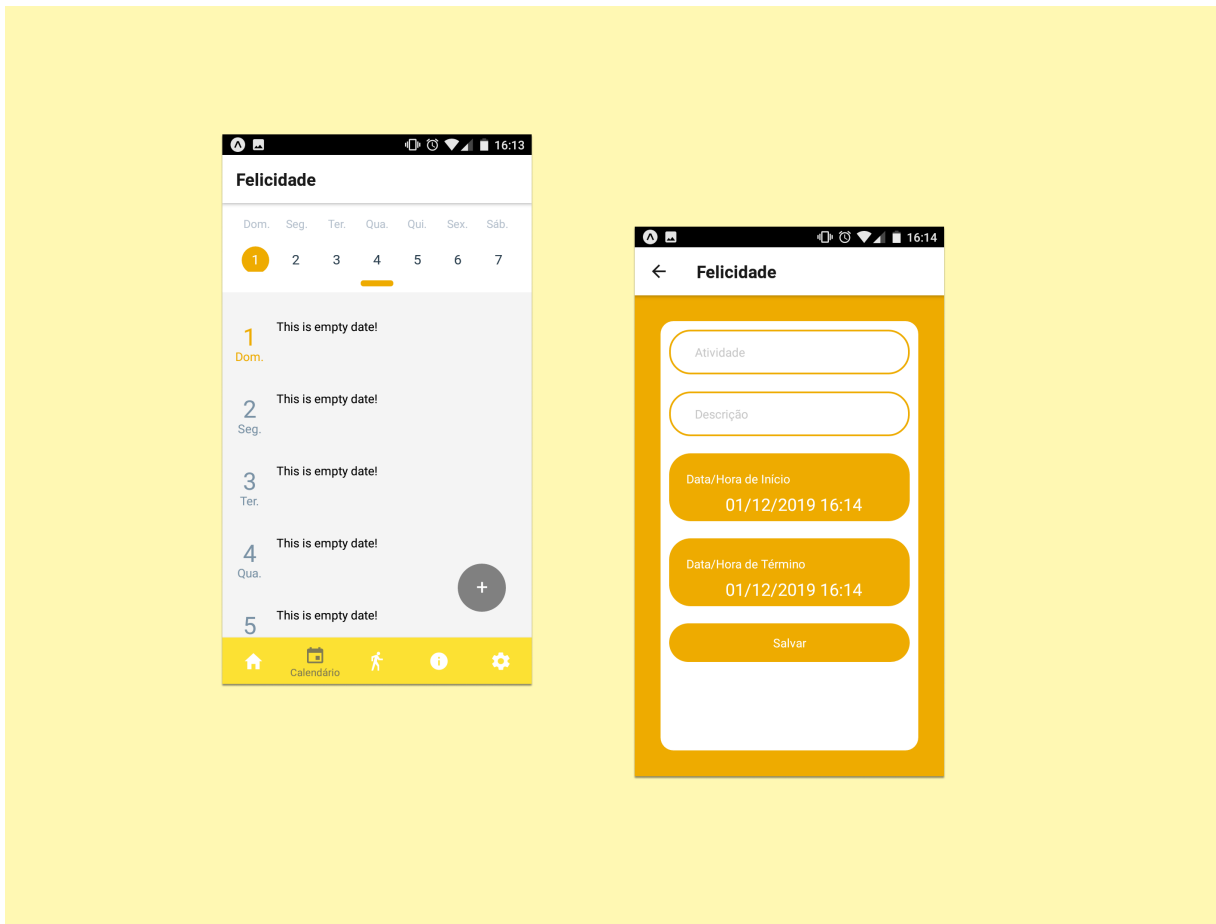 16:13
Felicidade
Dom. Seg. Ter. Qua. Qui. Sex. Sáb.
1 2 3 4 5 6 7
This is empty date!
1
Dom.
This is empty date!
2
Seg.
This is empty date!
3
Ter.
This is empty date!
4
Qua.
+
This is empty date!
5
Calendário
16:14
Felicidade
Atividade
Descrição
Data/Hora de Início
01/12/2019 16:14
Data/Hora de Término
01/12/2019 16:14
Salvar